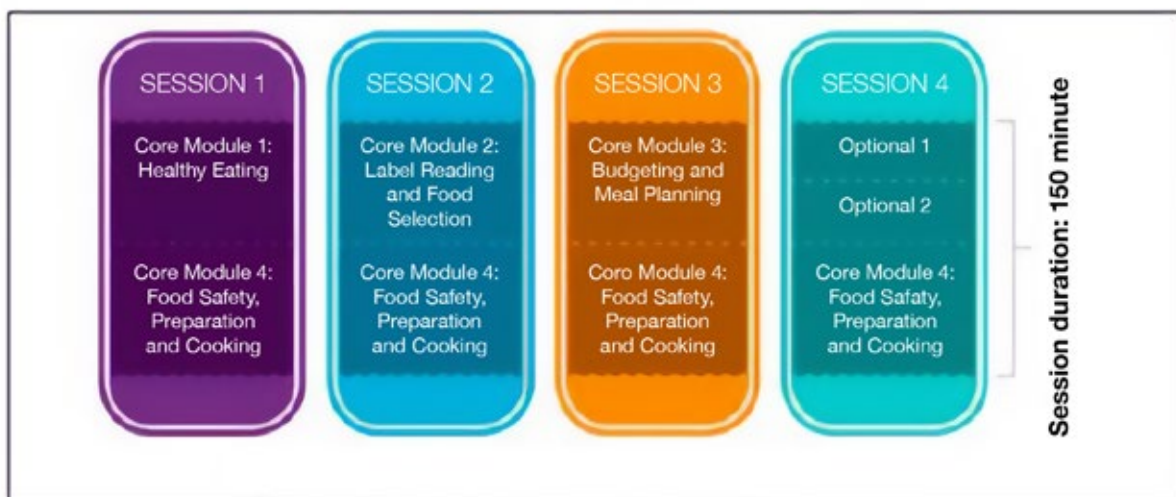 SESSION 1
Core Module 1:
Healthy Eating
Core Module 4:
Food Safety,
Preparation
and Cooking
SESSION 2
Core Module 2:
Label Reading
and Food
Selection
Core Module 4:
Food Safety,
Preparation
and Cooking
SESSION 3
Core Module 3:
Budgeting and
Meal Planning
Coro Module 4:
Food Safety,
Preparation
and Cooking
SESSION 4
Optional 1
Optional 2
Core Module 4:
Food Safaty,
Preparation
and Cooking
Session duration: 150 minute